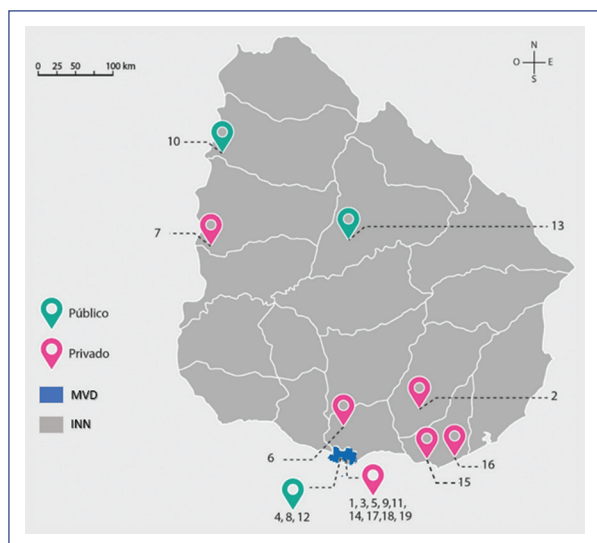 N
O E
S
0 25 50 100 km
10
7
13
Público
Privado
MVD
INN
2
6
16
15
4, 8, 12
1, 3, 5, 9, 11,
14, 17,18, 19